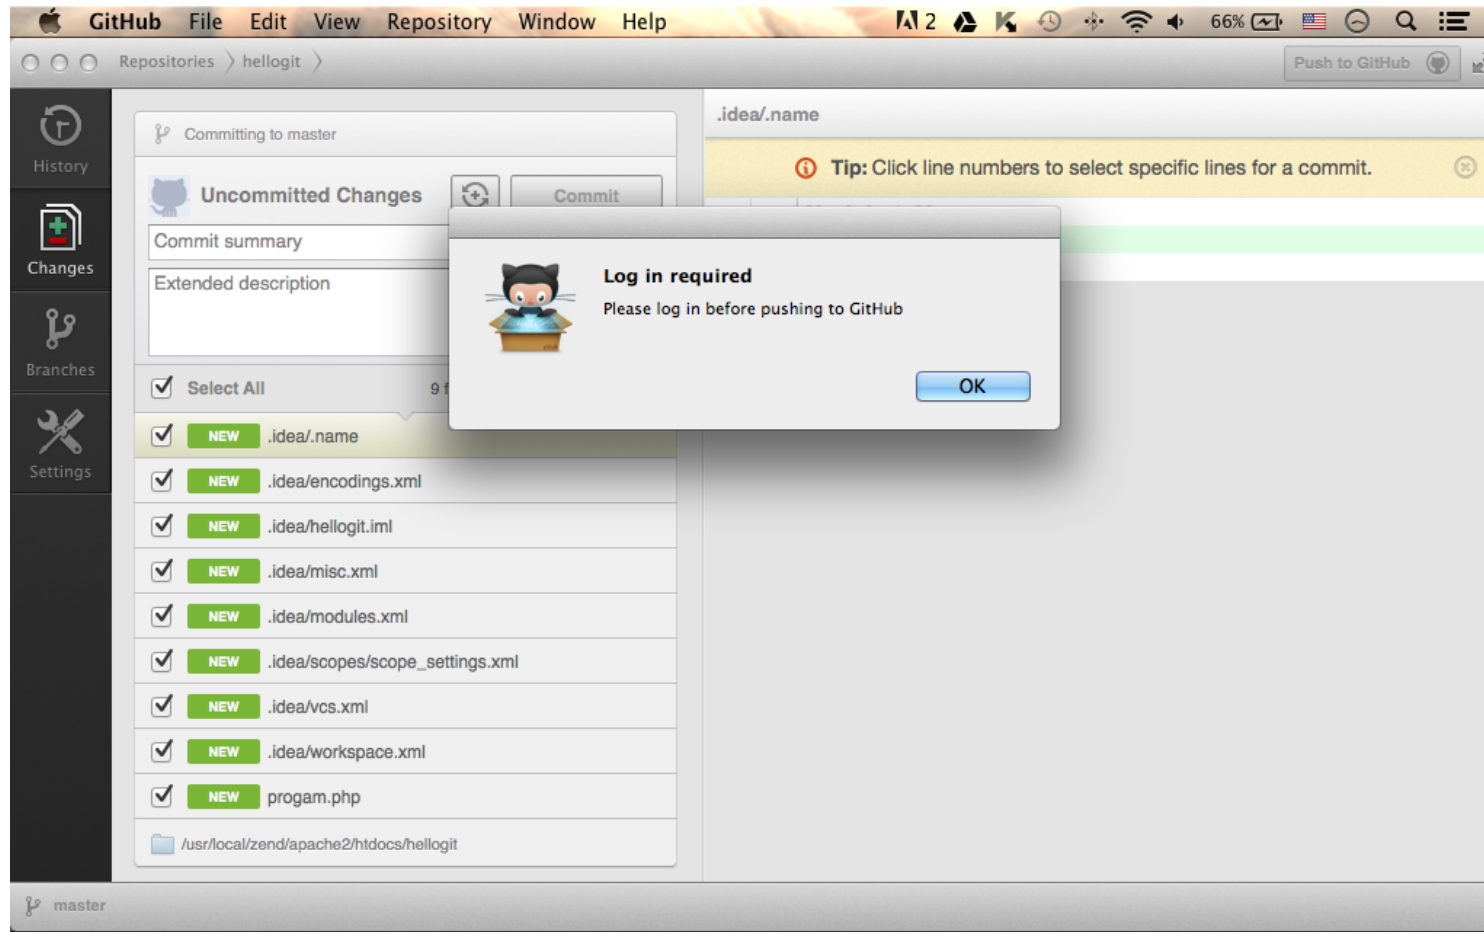 GitHub File Edit View Repository Window Help 2 66%
Repositories hellogit Push to GitHub
History
Changes
Branches
Settings
Committing to master
Uncommitted Changes Commit
Commit summary
Extended description
Select All 9 f
NEW .idea/.name
NEW .idea/encodings.xml
NEW .idea/hellogit.iml
NEW .idea/misc.xml
NEW .idea/modules.xml
NEW .idea/scopes/scope_settings.xml
NEW .idea/vcs.xml
NEW .idea/workspace.xml
NEW progam.php
/usr/local/zend/apache2/htdocs/hellogit
.idea/.name
Tip: Click line numbers to select specific lines for a commit.
Log in required
Please log in before pushing to GitHub
OK
master